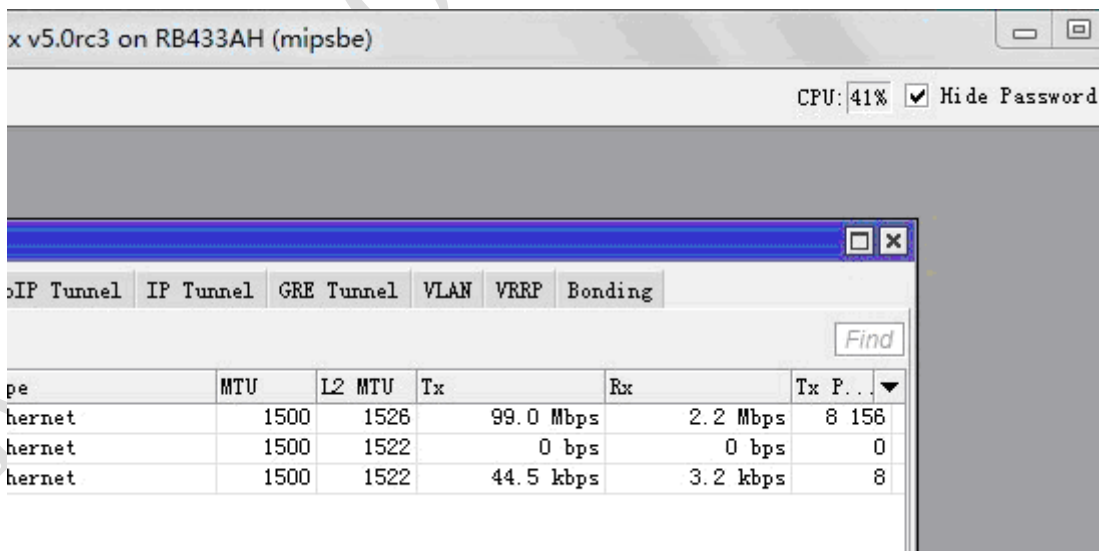 x v5.0rc3 on RB433AH (mipsbe)
CPU: 41% Hide Password
oIP Tunnel IP Tunnel GRE Tunnel VLAN VRRP Bonding
Find
pe MTU L2 MTU Tx Rx Tx P...
hernet 1500 1526 99.0 Mbps 2.2 Mbps 8 156
hernet 1500 1522 0 bps 0 bps 0
hernet 1500 1522 44.5 kbps 3.2 kbps 8